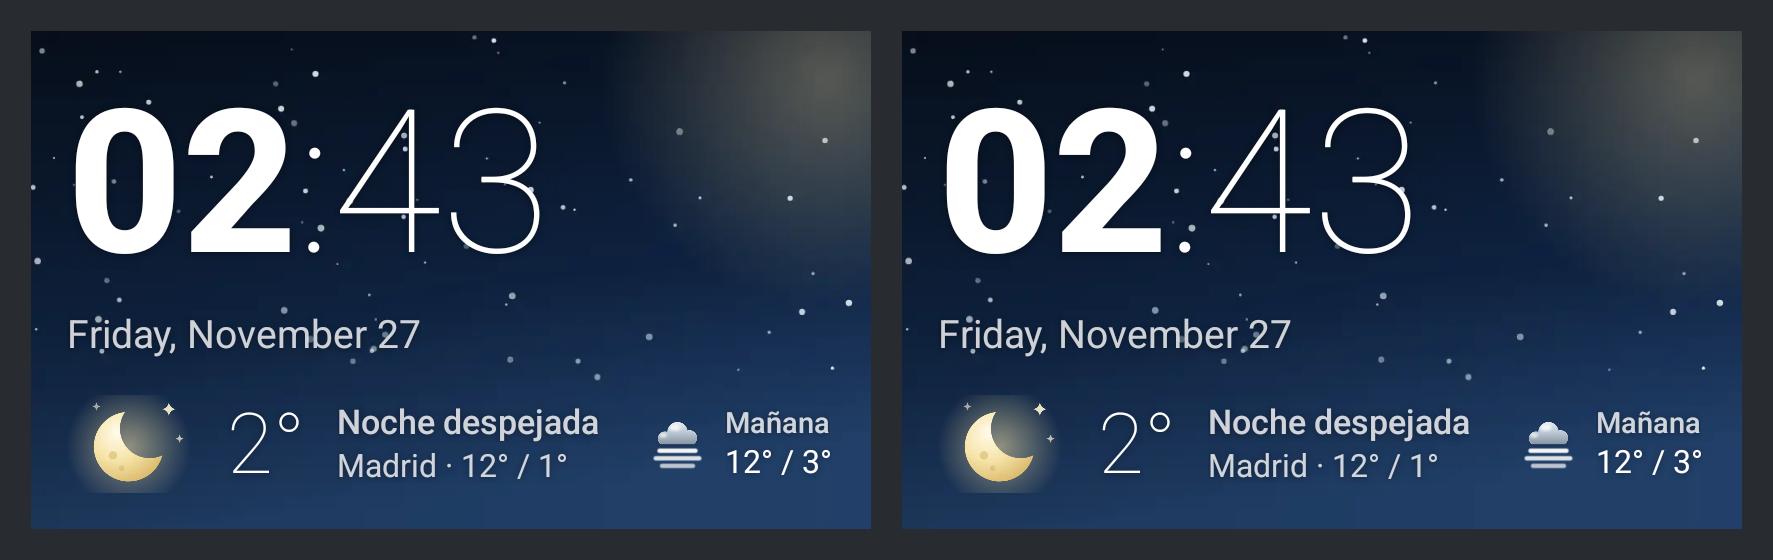 02:43
Friday, November 27
2°
Noche despejada
Madrid · 12° / 1°
Mañana
12° / 3°
02:43
Friday, November 27
2°
Noche despejada
Madrid · 12° / 1°
Mañana
12° / 3°